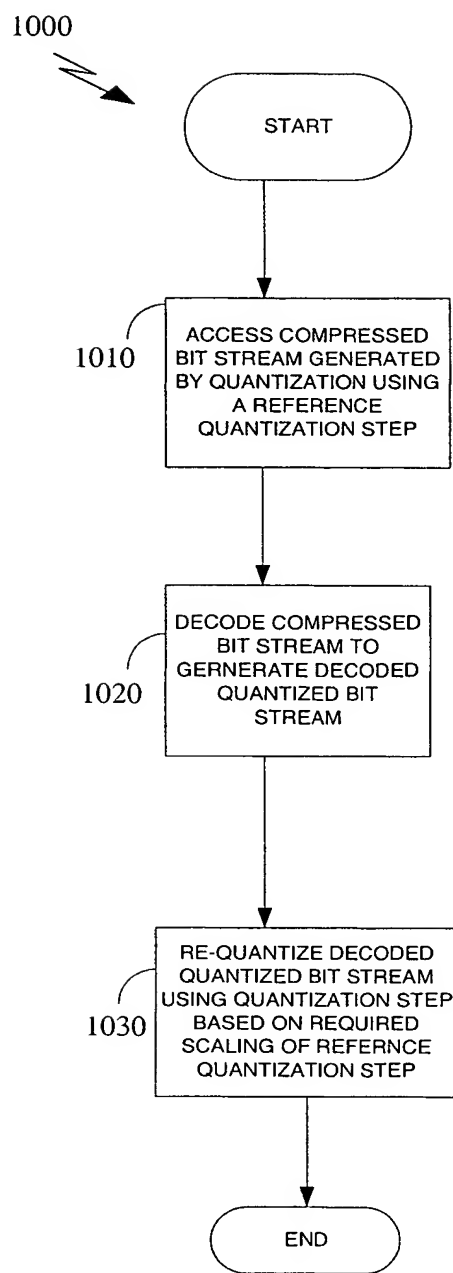 1000
START
1010
ACCESS COMPRESSED
BIT STREAM GENERATED
BY QUANTIZATION USING
A REFERENCE
QUANTIZATION STEP
1020
DECODE COMPRESSED
BIT STREAM TO
GERNERATE DECODED
QUANTIZED BIT
STREAM
1030
RE-QUANTIZE DECODED
QUANTIZED BIT STREAM
USING QUANTIZATION STEP
BASED ON REQUIRED
SCALING OF REFERNCE
QUANTIZATION STEP
END